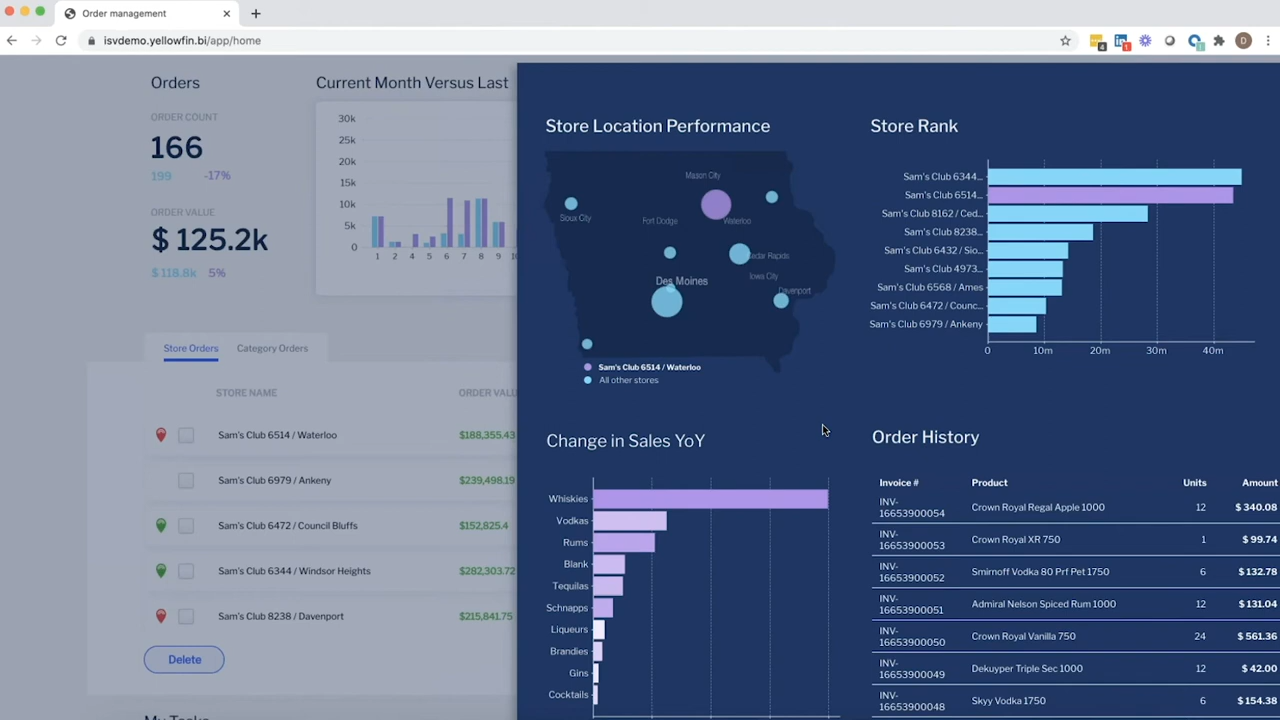 Order management
isvdemo.yellowfin.bi/app/home
4
1
D
Orders
ORDER COUNT
166
199 -17%
ORDER VALUE
$ 125.2k
$ 118.8k 5%
Current Month Versus Last
30k
25k
20k
15k
10k
5k
0
1 2 4 5 6 7 8 9
Store Orders Category Orders
STORE NAME ORDER VALU
Sam's Club 6514 / Waterloo $188,355.43
Sam's Club 6979 / Ankeny $239,498.19
Sam's Club 6472 / Council Bluffs $152,825.4
Sam's Club 6344 / Windsor Heights $282,303.72
Sam's Club 8238 / Davenport $215,841.75
Delete
My Tasks
Store Location Performance
Mason City
Sioux City
Fort Dodge
Waterloo
Cedar Rapids
Iowa City
Des Moines
Davenport
Sam's Club 6514 / Waterloo
All other stores
Store Rank
Sam's Club 6344...
Sam's Club 6514...
Sam's Club 8162 / Ced...
Sam's Club 8238...
Sam's Club 6432 / Sio...
Sam's Club 4973...
Sam's Club 6568 / Ames
Sam's Club 6472 / Counc...
Sam's Club 6979 / Ankeny
0 10m 20m 30m 40m
Change in Sales YoY
Whiskies
Vodkas
Rums
Blank
Tequilas
Schnapps
Liqueurs
Brandies
Gins
Cocktails
Order History
Invoice # Product Units Amount
INV-
16653900054 Crown Royal Regal Apple 1000 12 $ 340.08
INV-
16653900053 Crown Royal XR 750 1 $ 99.74
INV-
16653900052 Smirnoff Vodka 80 Prf Pet 1750 6 $ 132.78
INV-
16653900051 Admiral Nelson Spiced Rum 1000 12 $ 131.04
INV-
16653900050 Crown Royal Vanilla 750 24 $ 561.36
INV-
16653900049 Dekuyper Triple Sec 1000 12 $ 42.00
INV-
16653900048 Skyy Vodka 1750 6 $ 154.38